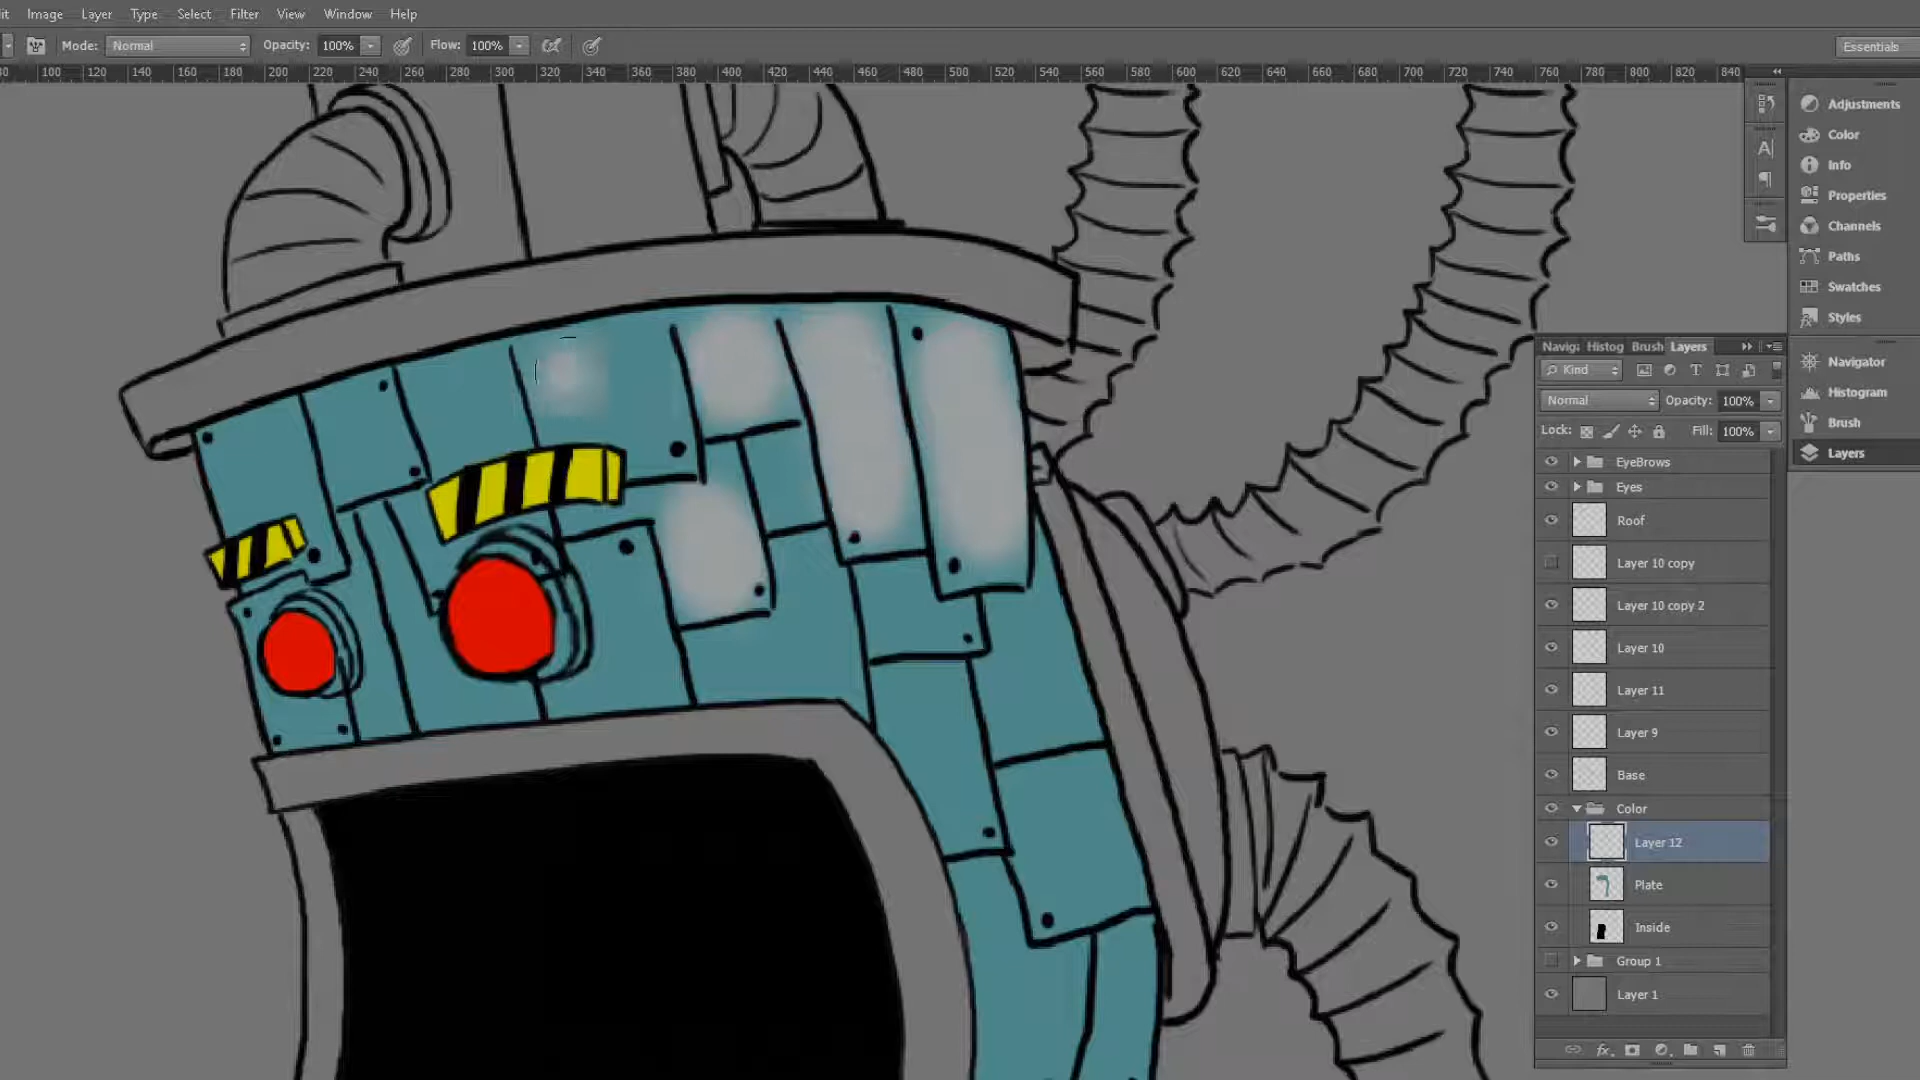 it Image Layer Type Select Filter View Window Help
Mode: Normal Opacity: 100% Flow: 100% Essentials
80 100 120 140 160 180 200 220 240 260 280 300 320 340 360 380 400 420 440 460 480 500 520 540 560 580 600 620 640 660 680 700 720 740 760 780 800 820 840
Adjustments
Color
Info
Properties
Channels
Paths
Swatches
Styles
Navigator
Histogram
Brush
Layers
Navig Histog Brush Layers
Kind
Normal Opacity: 100%
Lock: Fill: 100%
EyeBrows
Eyes
Roof
Layer 10 copy
Layer 10 copy 2
Layer 10
Layer 11
Layer 9
Base
Color
Layer 12
Plate
Inside
Group 1
Layer 1